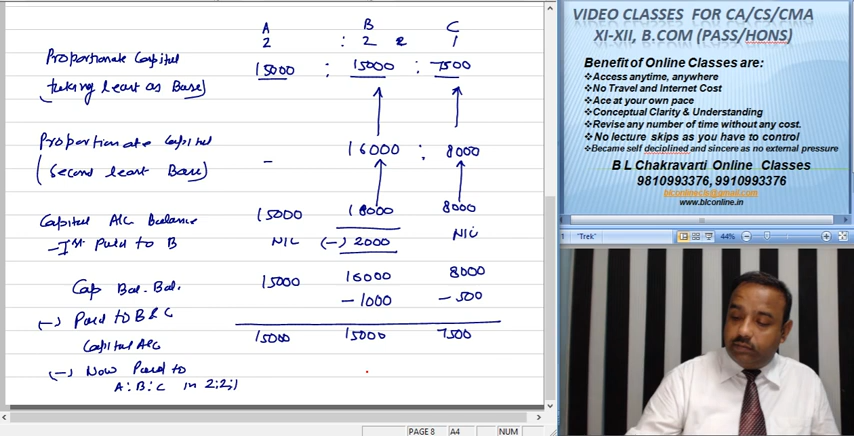 A B C
2 : 2 : 1
Proportionate Capital 15000 : 15000 : 7500
(taking least as Base)
Proportionate Capital - 16000 : 8000
(Second least Base)
Capital A/C Balance 15000 18000 8000
- Ist Paid to B NIL (-) 2000 NIL
Cap Bal. Bal. 15000 16000 8000
(-) Paid to B & C - 1000 - 500
Capital A/C 15000 15000 7500
(-) Now Paid to
A : B : C in 2:2:1
PAGE 8 A4 NUM
VIDEO CLASSES FOR CA/CS/CMA
XI-XII, B.COM (PASS/HONS)
Benefit of Online Classes are:
Access anytime, anywhere
No Travel and Internet Cost
Ace at your own pace
Conceptual Clarity & Understanding
Revise any number of time without any cost.
No lecture skips as you have to control
Became self deciplined and sincere as no external pressure
B L Chakravarti Online Classes
9810993376, 9910993376
blconlinecls@gmail.com
www.blconline.in
1 "Trek" 44%